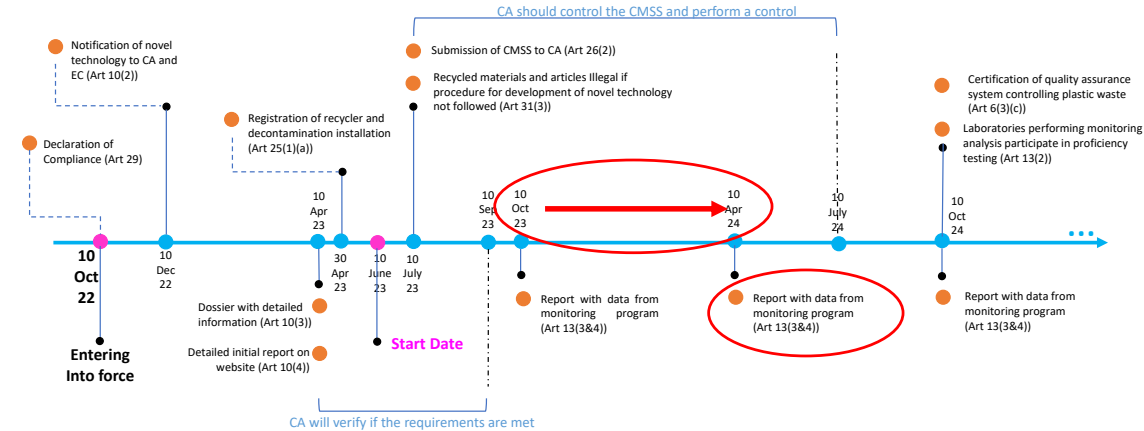 CA should control the CMSS and perform a control
Notification of novel
technology to CA and
EC (Art 10(2))
Submission of CMSS to CA (Art 26(2))
Recycled materials and articles Illegal if
procedure for development of novel technology
not followed (Art 31(3))
Certification of quality assurance
system controlling plastic waste
(Art 6(3)(c))
Laboratories performing monitoring
analysis participate in proficiency
testing (Art 13(2))
Registration of recycler and
decontamination installation
(Art 25(1)(a))
Declaration of
Compliance (Art 29)
10
Apr
23
10
Sep
23
10
Oct
23
10
Apr
24
10
July
24
10
Oct
24
...
10
Oct
22
10
Dec
22
30
Apr
23
10
June
23
10
July
23
Dossier with detailed
information (Art 10(3))
Detailed initial report on
website (Art 10(4))
Start Date
Entering
Into force
Report with data from
monitoring program
(Art 13(3&4))
Report with data from
monitoring program
(Art 13(3&4))
Report with data from
monitoring program
(Art 13(3&4))
CA will verify if the requirements are met